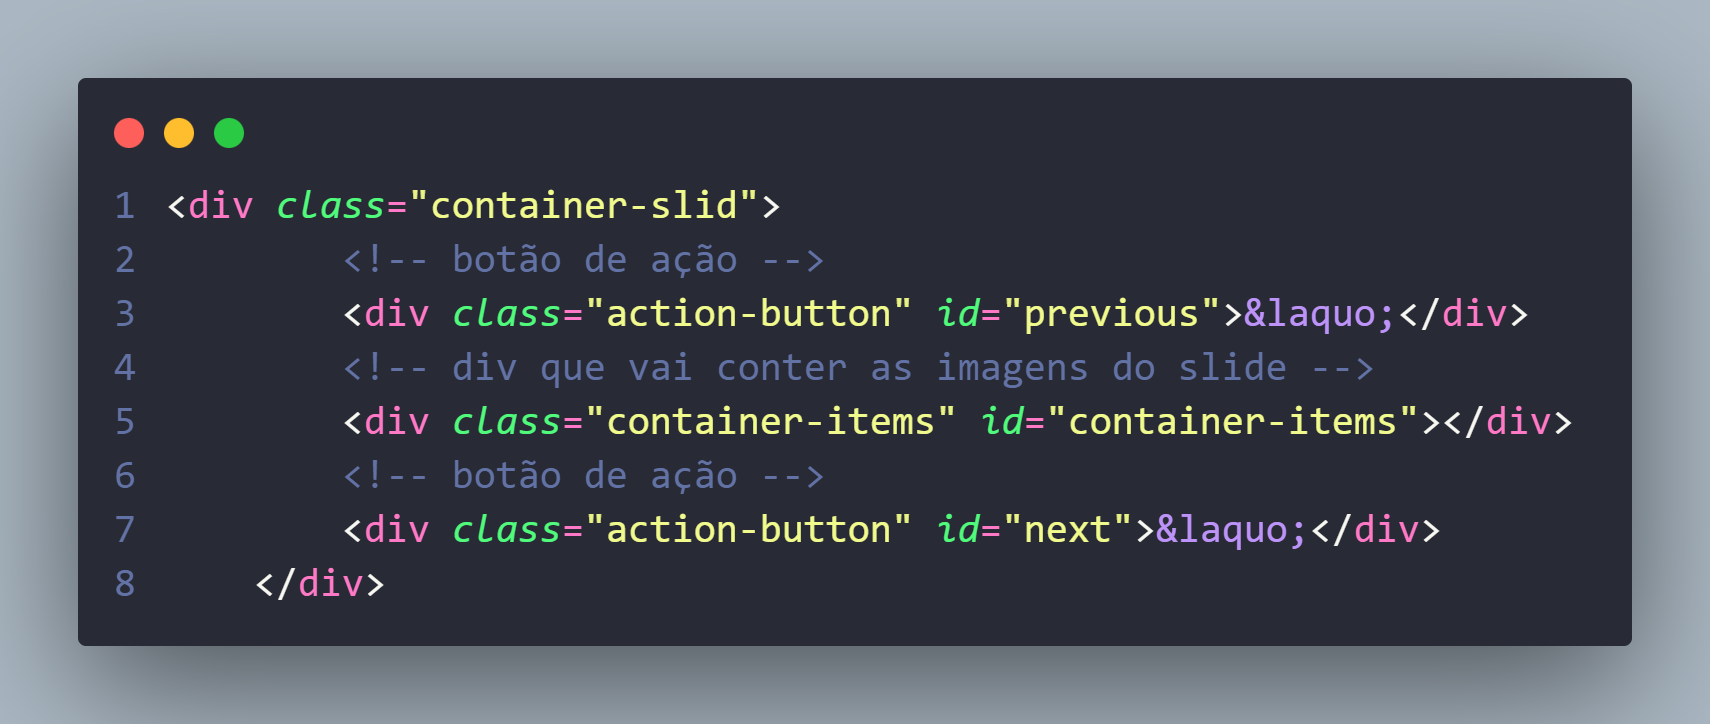 1 <div class="container-slid">
2 <!-- botão de ação -->
3 <div class="action-button" id="previous">&laquo;</div>
4 <!-- div que vai conter as imagens do slide -->
5 <div class="container-items" id="container-items"></div>
6 <!-- botão de ação -->
7 <div class="action-button" id="next">&laquo;</div>
8 </div>